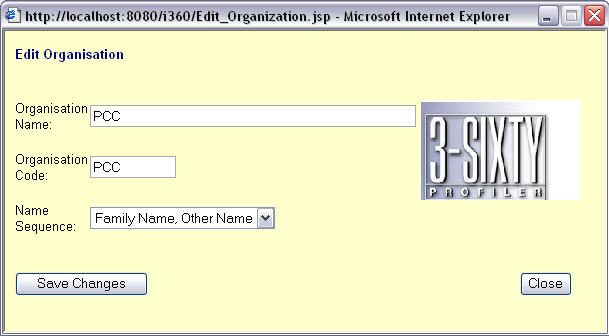 http://localhost:8080/i360/Edit_Organization.jsp - Microsoft Internet Explorer
Edit Organisation
Organisation
Name:
PCC
3-SIXTY
PROFILER
Organisation
Code:
PCC
Name
Sequence:
Family Name, Other Name
Save Changes
Close